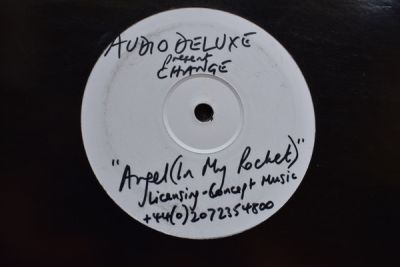 AUDIO DELUXE
present
CHANGE
"Angel (In My Pocket)"
Licensing - Concept Music
+44(0)2072354800